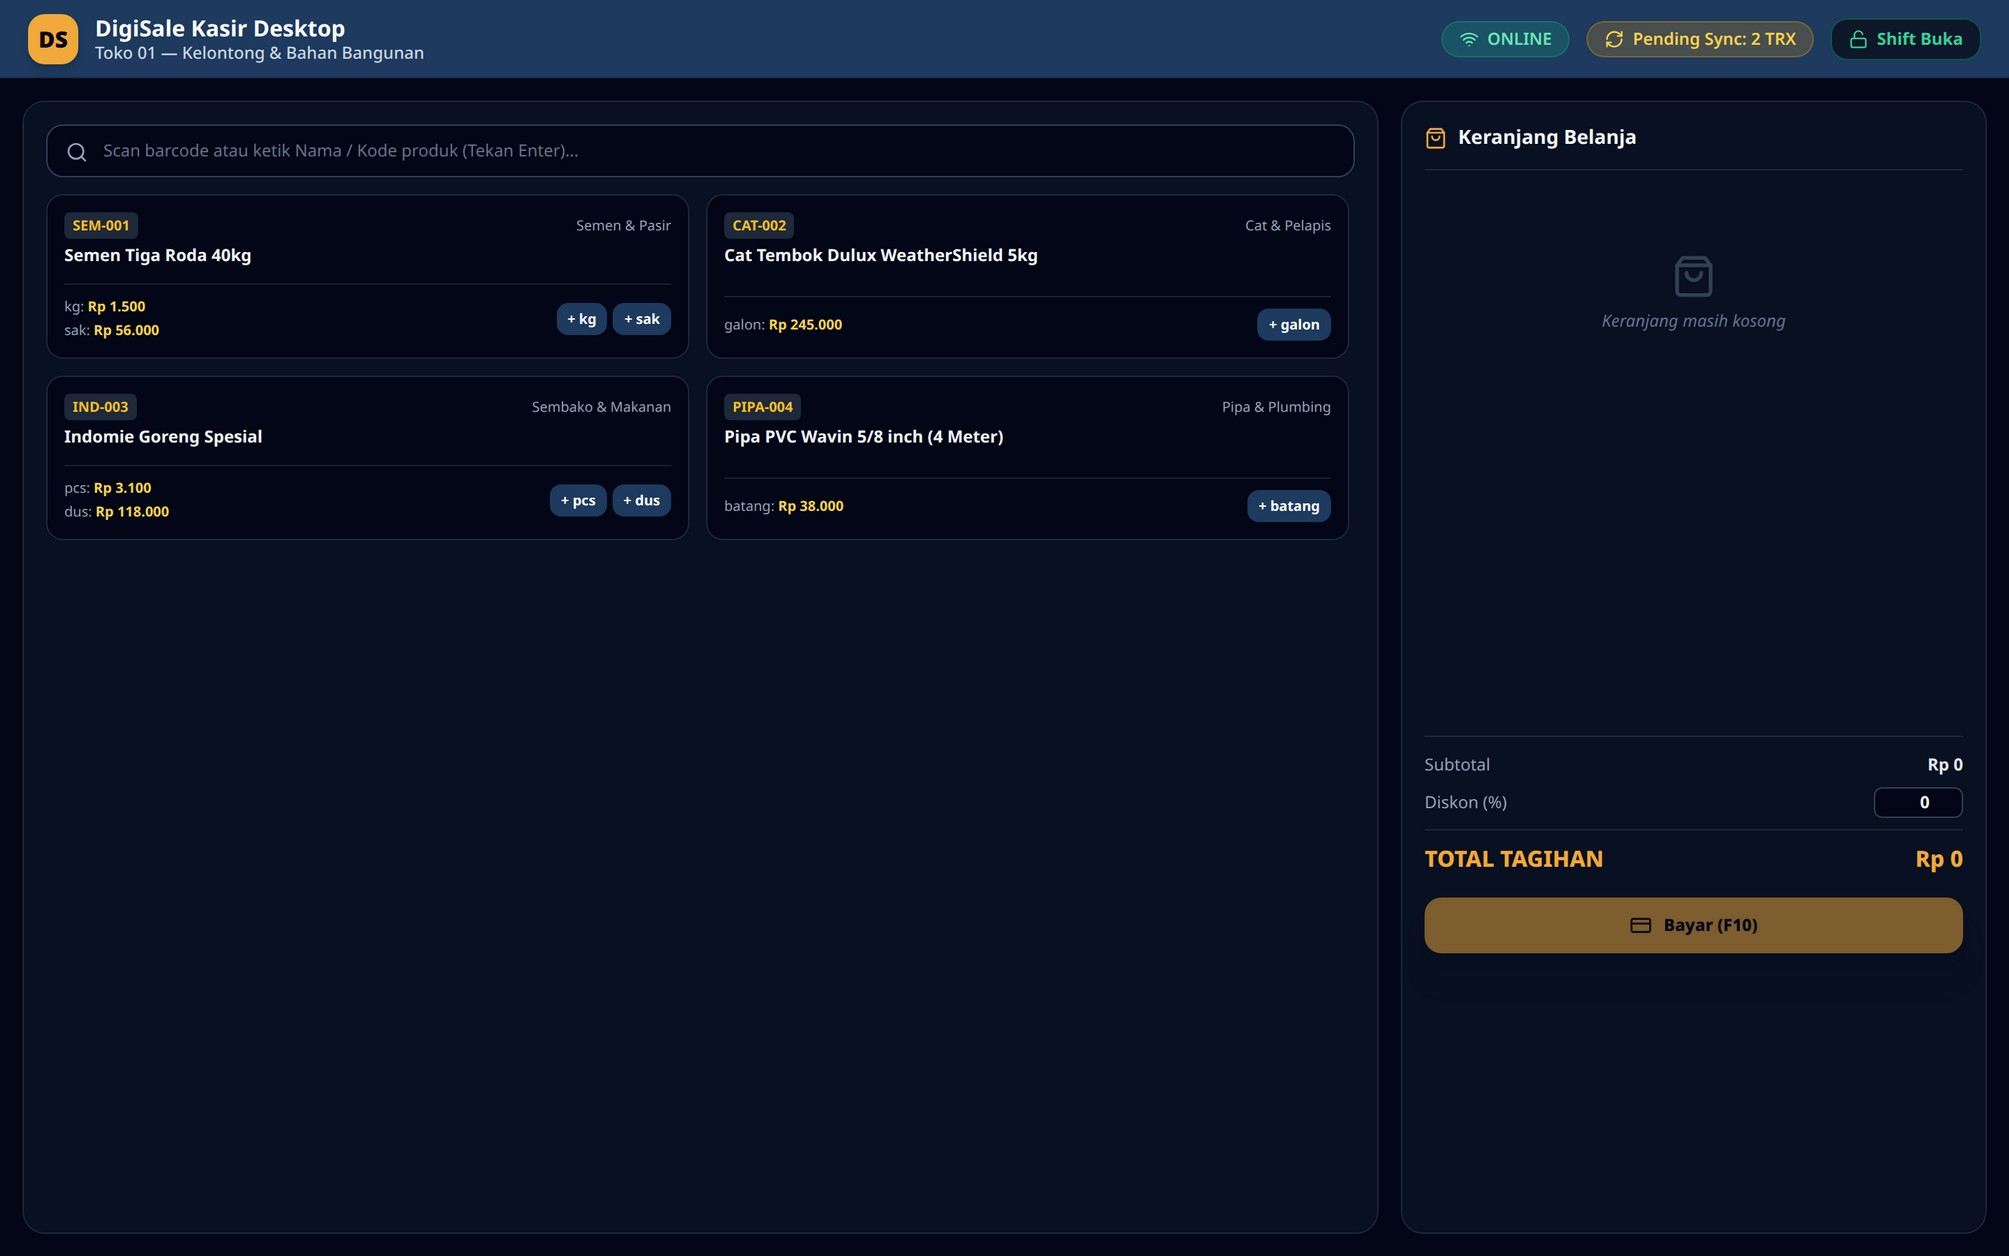 DS
DigiSale Kasir Desktop
Toko 01 — Kelontong & Bahan Bangunan
ONLINE
Pending Sync: 2 TRX
Shift Buka
Scan barcode atau ketik Nama / Kode produk (Tekan Enter)...
SEM-001
Semen & Pasir
Semen Tiga Roda 40kg
kg: Rp 1.500
sak: Rp 56.000
+ kg
+ sak
CAT-002
Cat & Pelapis
Cat Tembok Dulux WeatherShield 5kg
galon: Rp 245.000
+ galon
IND-003
Sembako & Makanan
Indomie Goreng Spesial
pcs: Rp 3.100
dus: Rp 118.000
+ pcs
+ dus
PIPA-004
Pipa & Plumbing
Pipa PVC Wavin 5/8 inch (4 Meter)
batang: Rp 38.000
+ batang
Keranjang Belanja
Keranjang masih kosong
Subtotal
Rp 0
Diskon (%)
0
TOTAL TAGIHAN
Rp 0
Bayar (F10)